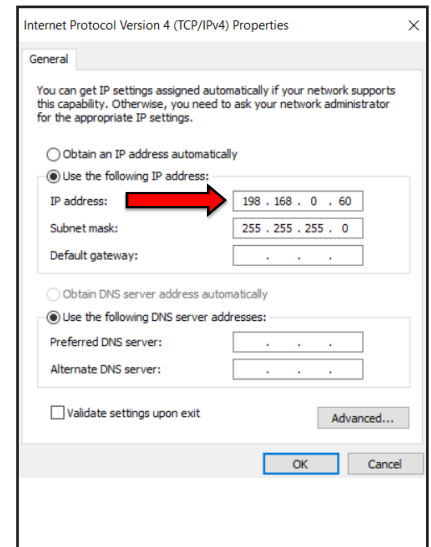 Internet Protocol Version 4 (TCP/IPv4) Properties
General
You can get IP settings assigned automatically if your network supports
this capability. Otherwise, you need to ask your network administrator
for the appropriate IP settings.
Obtain an IP address automatically
Use the following IP address:
IP address: 198 . 168 . 0 . 60
Subnet mask: 255 . 255 . 255 . 0
Default gateway: . . .
Obtain DNS server address automatically
Use the following DNS server addresses:
Preferred DNS server: . . .
Alternate DNS server: . . .
Validate settings upon exit
Advanced...
OK Cancel